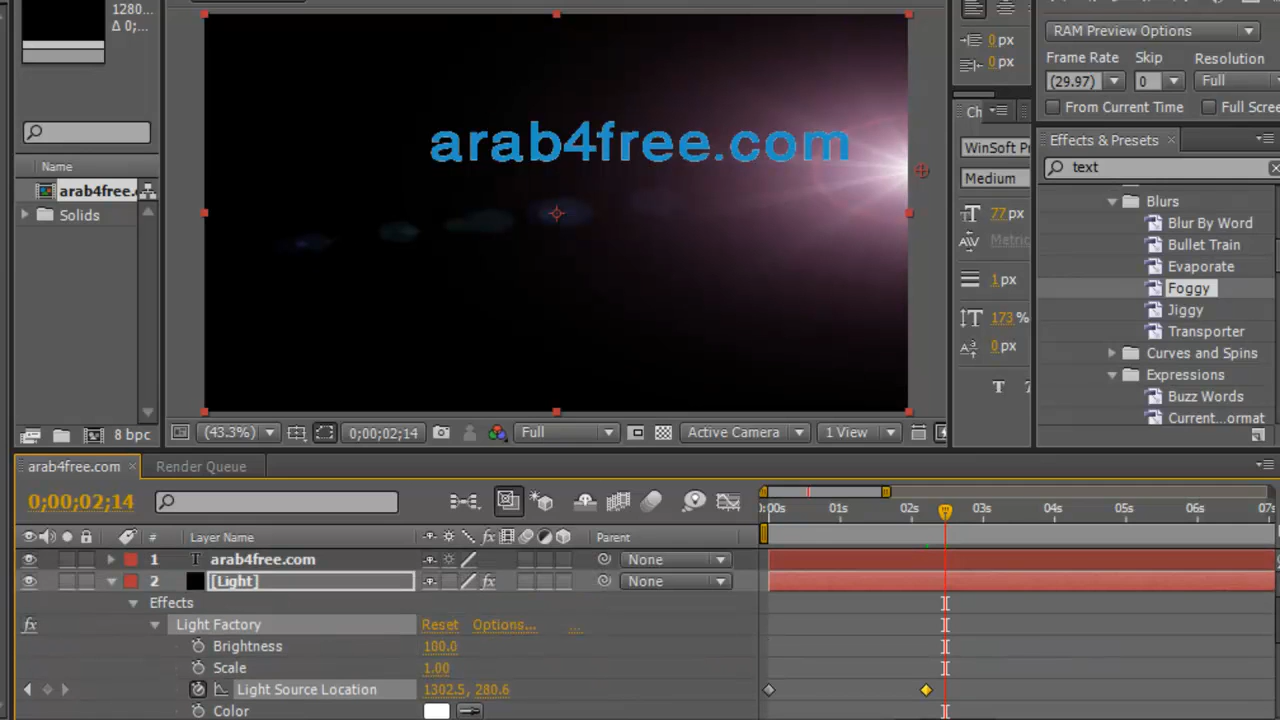 1280...
Δ 0;...
RAM Preview Options
Frame Rate Skip Resolution
(29.97) 0 Full
From Current Time Full Scree
0 px
0 px
Ch
Effects & Presets
text
WinSoft Pr
Medium
77 px
Metric
1 px
173 %
0 px
T
Name
arab4free.c
Solids
8 bpc
arab4free.com
Blurs
Blur By Word
Bullet Train
Evaporate
Foggy
Jiggy
Transporter
Curves and Spins
Expressions
Buzz Words
Current...ormat
(43.3%) 0;00;02;14 Full Active Camera 1 View
arab4free.com Render Queue
0;00;02;14
:00s 01s 02s 03s 04s 05s 06s 07s
# Layer Name fx Parent
1 T arab4free.com None
2 [Light] fx None
Effects
fx Light Factory Reset Options... ...
Brightness 100.0
Scale 1.00
Light Source Location 1302.5, 280.6
Color